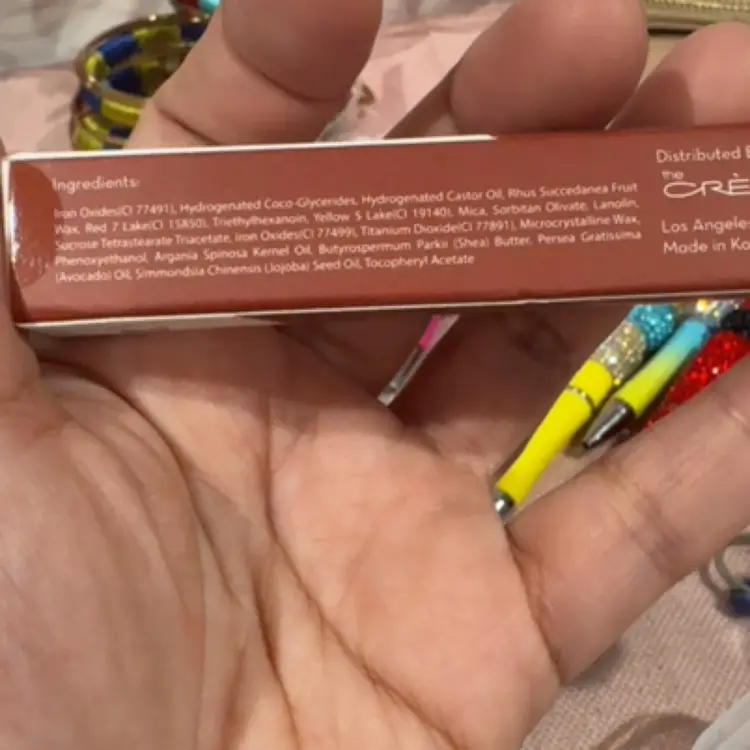 Ingredients:
Iron Oxides(CI 77491), Hydrogenated Coco-Glycerides, Hydrogenated Castor Oil, Rhus Succedanea Fruit
Wax, Red 7 Lake(CI 15850), Triethylhexanoin, Yellow 5 Lake(CI 19140), Mica, Sorbitan Olivate, Lanolin,
Sucrose Tetrastearate Triacetate, Iron Oxides(CI 77499), Titanium Dioxide(CI 77891), Microcrystalline Wax,
Phenoxyethanol, Argania Spinosa Kernel Oil, Butyrospermum Parkii (Shea) Butter, Persea Gratissima
(Avocado) Oil, Simmondsia Chinensis (Jojoba) Seed Oil, Tocopheryl Acetate
Distributed
the
CRÈ
Los Angeles
Made in Ko